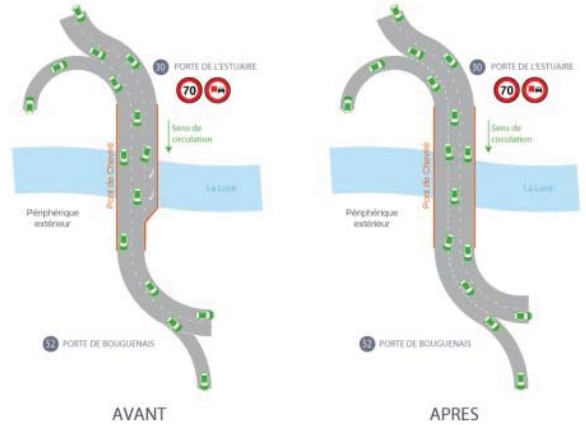 30 PORTE DE L'ESTUAIRE
70
Sens de
circulation
Pont de Cheviré
La Loire
Périphérique
extérieur
52 PORTE DE BOUGUENAIS
AVANT
30 PORTE DE L'ESTUAIRE
70
Sens de
circulation
Pont de Cheviré
La Loire
Périphérique
extérieur
52 PORTE DE BOUGUENAIS
APRES